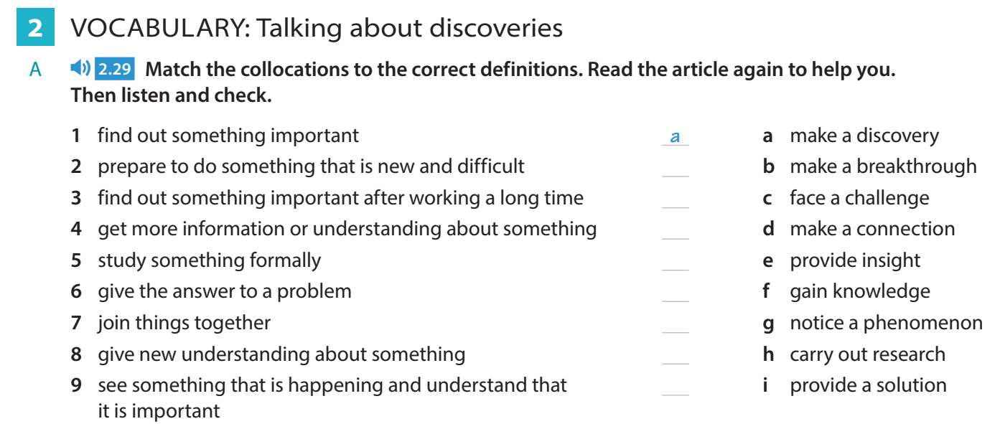 2 VOCABULARY: Talking about discoveries
A 2.29 Match the collocations to the correct definitions. Read the article again to help you.
Then listen and check.
1 find out something important a a make a discovery
2 prepare to do something that is new and difficult b make a breakthrough
3 find out something important after working a long time c face a challenge
4 get more information or understanding about something d make a connection
5 study something formally e provide insight
6 give the answer to a problem f gain knowledge
7 join things together g notice a phenomenon
8 give new understanding about something h carry out research
9 see something that is happening and understand that i provide a solution
it is important